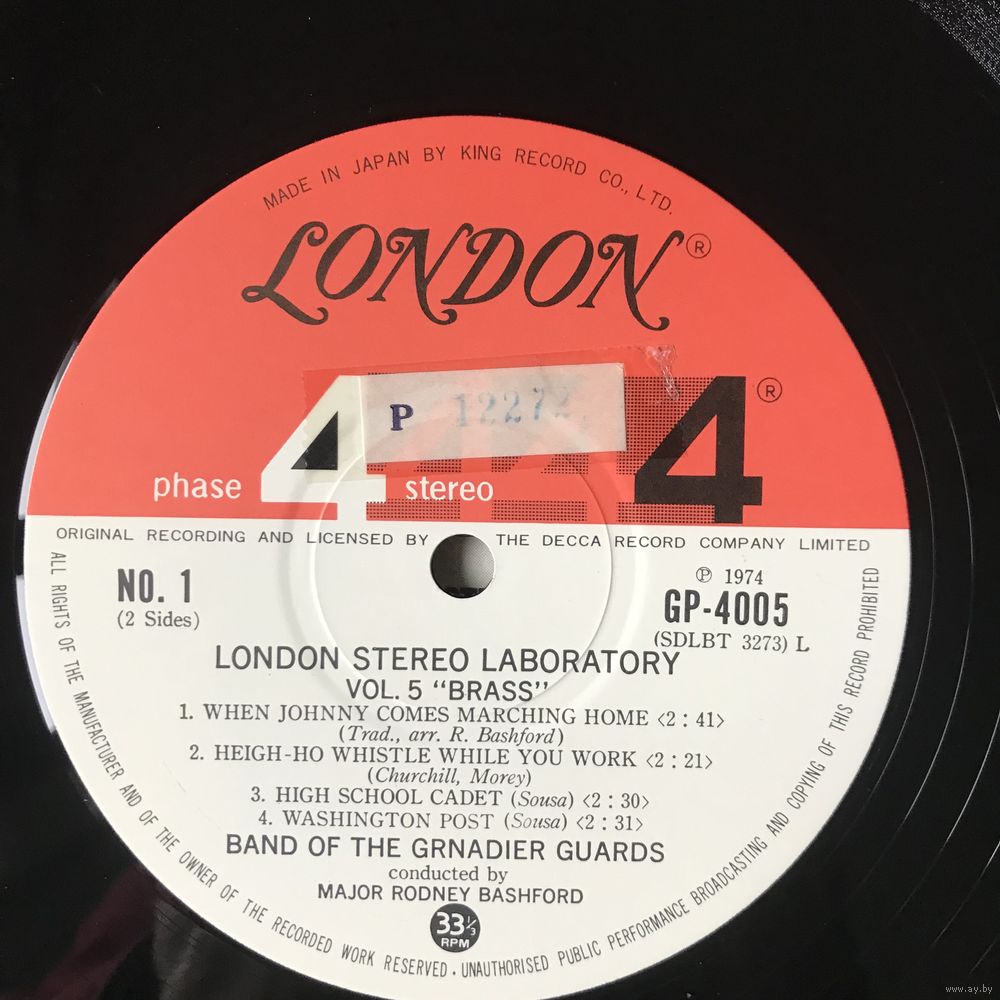 MADE IN JAPAN BY KING RECORD CO., LTD.
LONDON®
P 12272
phase 4 stereo 4 ®
ORIGINAL RECORDING AND LICENSED BY THE DECCA RECORD COMPANY LIMITED
NO. 1
(2 Sides)
℗ 1974
GP-4005
(SDLBT 3273) L
LONDON STEREO LABORATORY
VOL. 5 "BRASS"
1. WHEN JOHNNY COMES MARCHING HOME <2 : 41>
(Trad., arr. R. Bashford)
2. HEIGH-HO WHISTLE WHILE YOU WORK <2 : 21>
(Churchill, Morey)
3. HIGH SCHOOL CADET (Sousa) <2 : 30>
4. WASHINGTON POST (Sousa) <2 : 31>
BAND OF THE GRNADIER GUARDS
conducted by
MAJOR RODNEY BASHFORD
33 1/3
RPM
ALL RIGHTS OF THE MANUFACTURER AND OF THE OWNER OF THE RECORDED WORK RESERVED. UNAUTHORISED PUBLIC PERFORMANCE BROADCASTING AND COPYING OF THIS RECORD PROHIBITED
www.ay.by